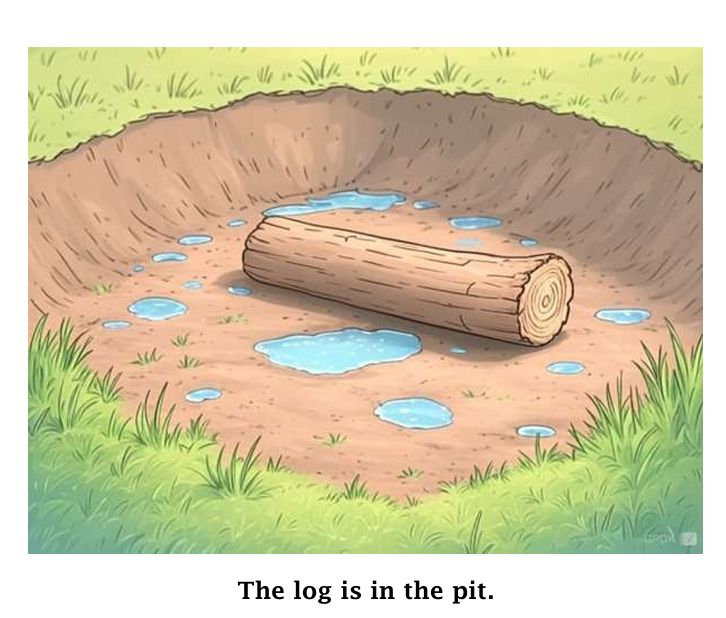 The log is in the pit.